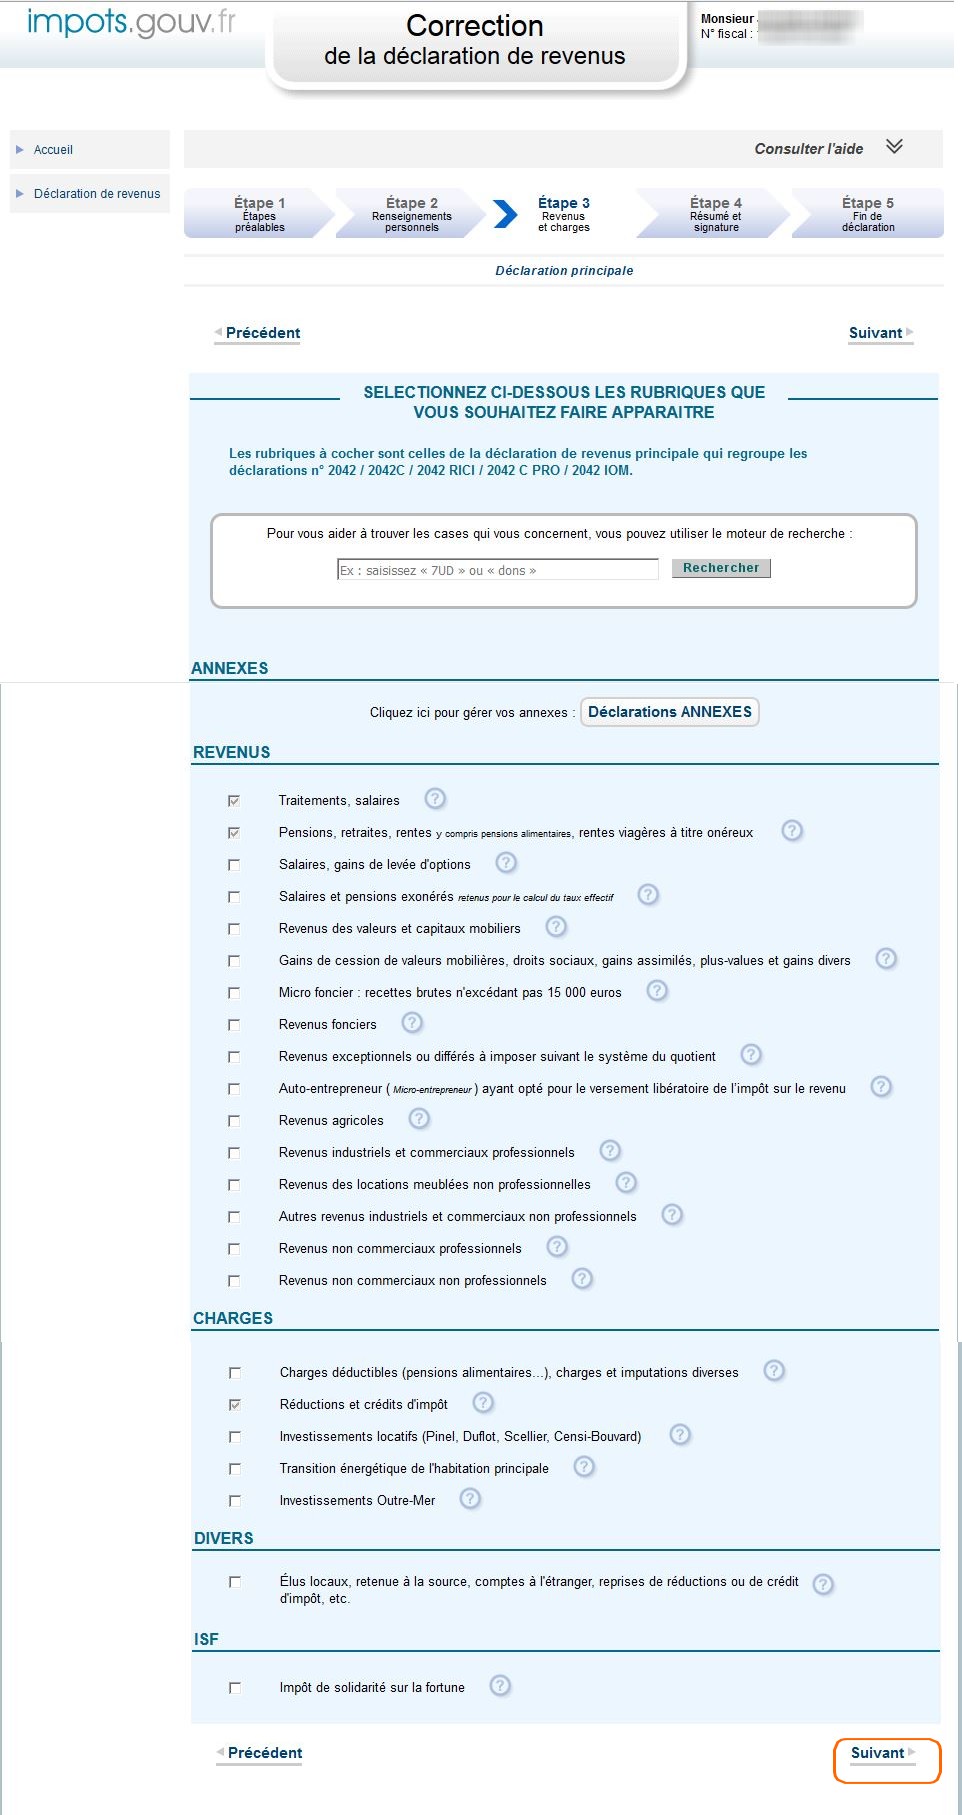 impots.gouv.fr
Correction
de la déclaration de revenus
Monsieur
N° fiscal :
Accueil
Déclaration de revenus
Consulter l'aide
Étape 1
Étapes
préalables
Étape 2
Renseignements
personnels
Étape 3
Revenus
et charges
Étape 4
Résumé et
signature
Étape 5
Fin de
déclaration
Déclaration principale
Précédent
Suivant
SELECTIONNEZ CI-DESSOUS LES RUBRIQUES QUE
VOUS SOUHAITEZ FAIRE APPARAITRE
Les rubriques à cocher sont celles de la déclaration de revenus principale qui regroupe les
déclarations n° 2042 / 2042C / 2042 RICI / 2042 C PRO / 2042 IOM.
Pour vous aider à trouver les cases qui vous concernent, vous pouvez utiliser le moteur de recherche :
Ex : saisissez « 7UD » ou « dons »
Rechercher
ANNEXES
Cliquez ici pour gérer vos annexes : Déclarations ANNEXES
REVENUS
Traitements, salaires ?
Pensions, retraites, rentes y compris pensions alimentaires, rentes viagères à titre onéreux ?
Salaires, gains de levée d'options ?
Salaires et pensions exonérés retenus pour le calcul du taux effectif ?
Revenus des valeurs et capitaux mobiliers ?
Gains de cession de valeurs mobilières, droits sociaux, gains assimilés, plus-values et gains divers ?
Micro foncier : recettes brutes n'excédant pas 15 000 euros ?
Revenus fonciers ?
Revenus exceptionnels ou différés à imposer suivant le système du quotient ?
Auto-entrepreneur ( Micro-entrepreneur ) ayant opté pour le versement libératoire de l'impôt sur le revenu ?
Revenus agricoles ?
Revenus industriels et commerciaux professionnels ?
Revenus des locations meublées non professionnelles ?
Autres revenus industriels et commerciaux non professionnels ?
Revenus non commerciaux professionnels ?
Revenus non commerciaux non professionnels ?
CHARGES
Charges déductibles (pensions alimentaires...), charges et imputations diverses ?
Réductions et crédits d'impôt ?
Investissements locatifs (Pinel, Duflot, Scellier, Censi-Bouvard) ?
Transition énergétique de l'habitation principale ?
Investissements Outre-Mer ?
DIVERS
Élus locaux, retenue à la source, comptes à l'étranger, reprises de réductions ou de crédit ?
d'impôt, etc.
ISF
Impôt de solidarité sur la fortune ?
Précédent
Suivant